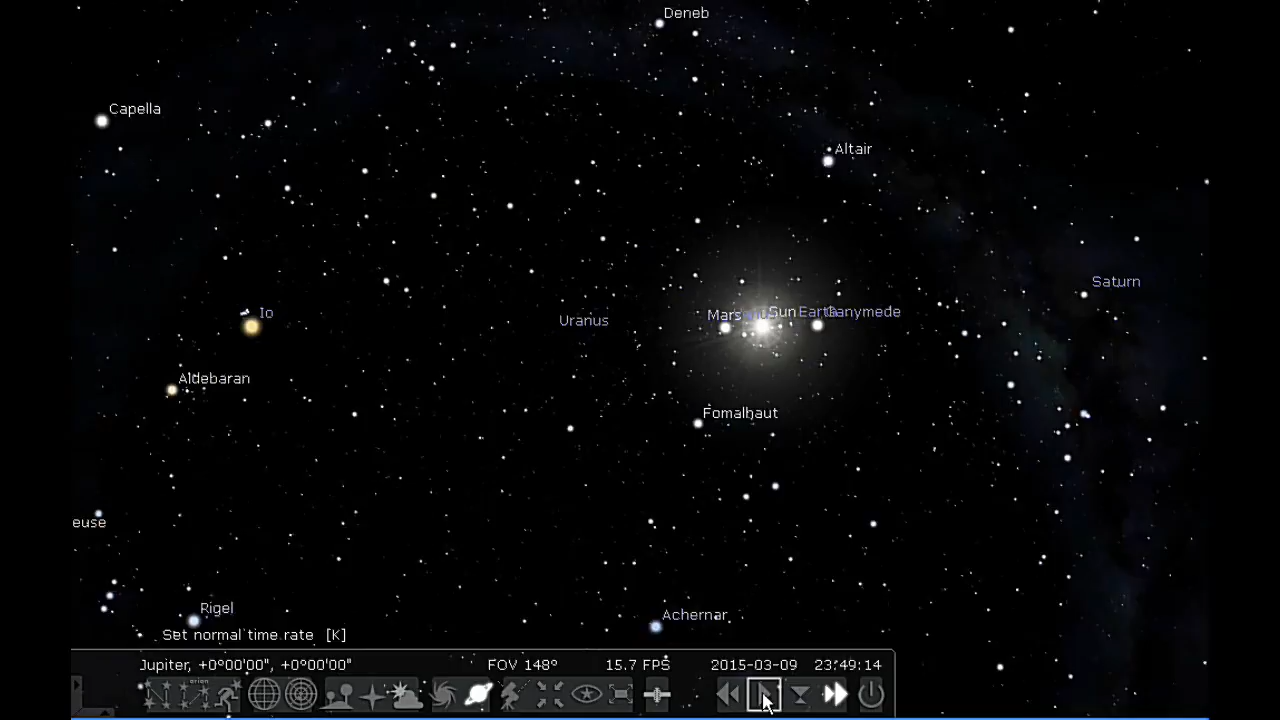 Deneb
Capella
Altair
Saturn
Io
Uranus
Mars
Sun
Earth
Ganymede
Aldebaran
Fomalhaut
euse
Rigel
Achernar
Set normal time rate [K]
Jupiter, +0°00'00", +0°00'00" FOV 148° 15.7 FPS 2015-03-09 23:49:14